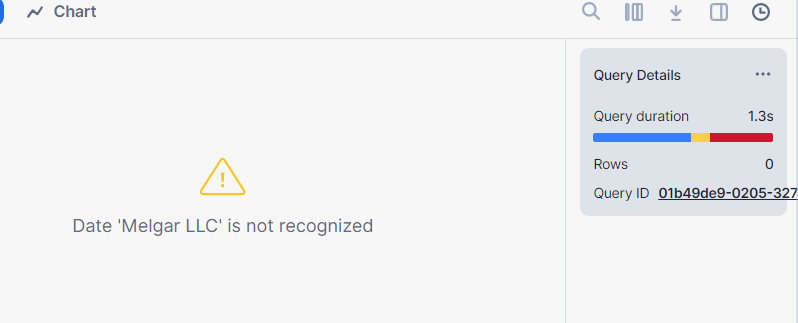 Chart
Query Details
Query duration 1.3s
Rows 0
Query ID 01b49de9-0205-327
Date 'Melgar LLC' is not recognized